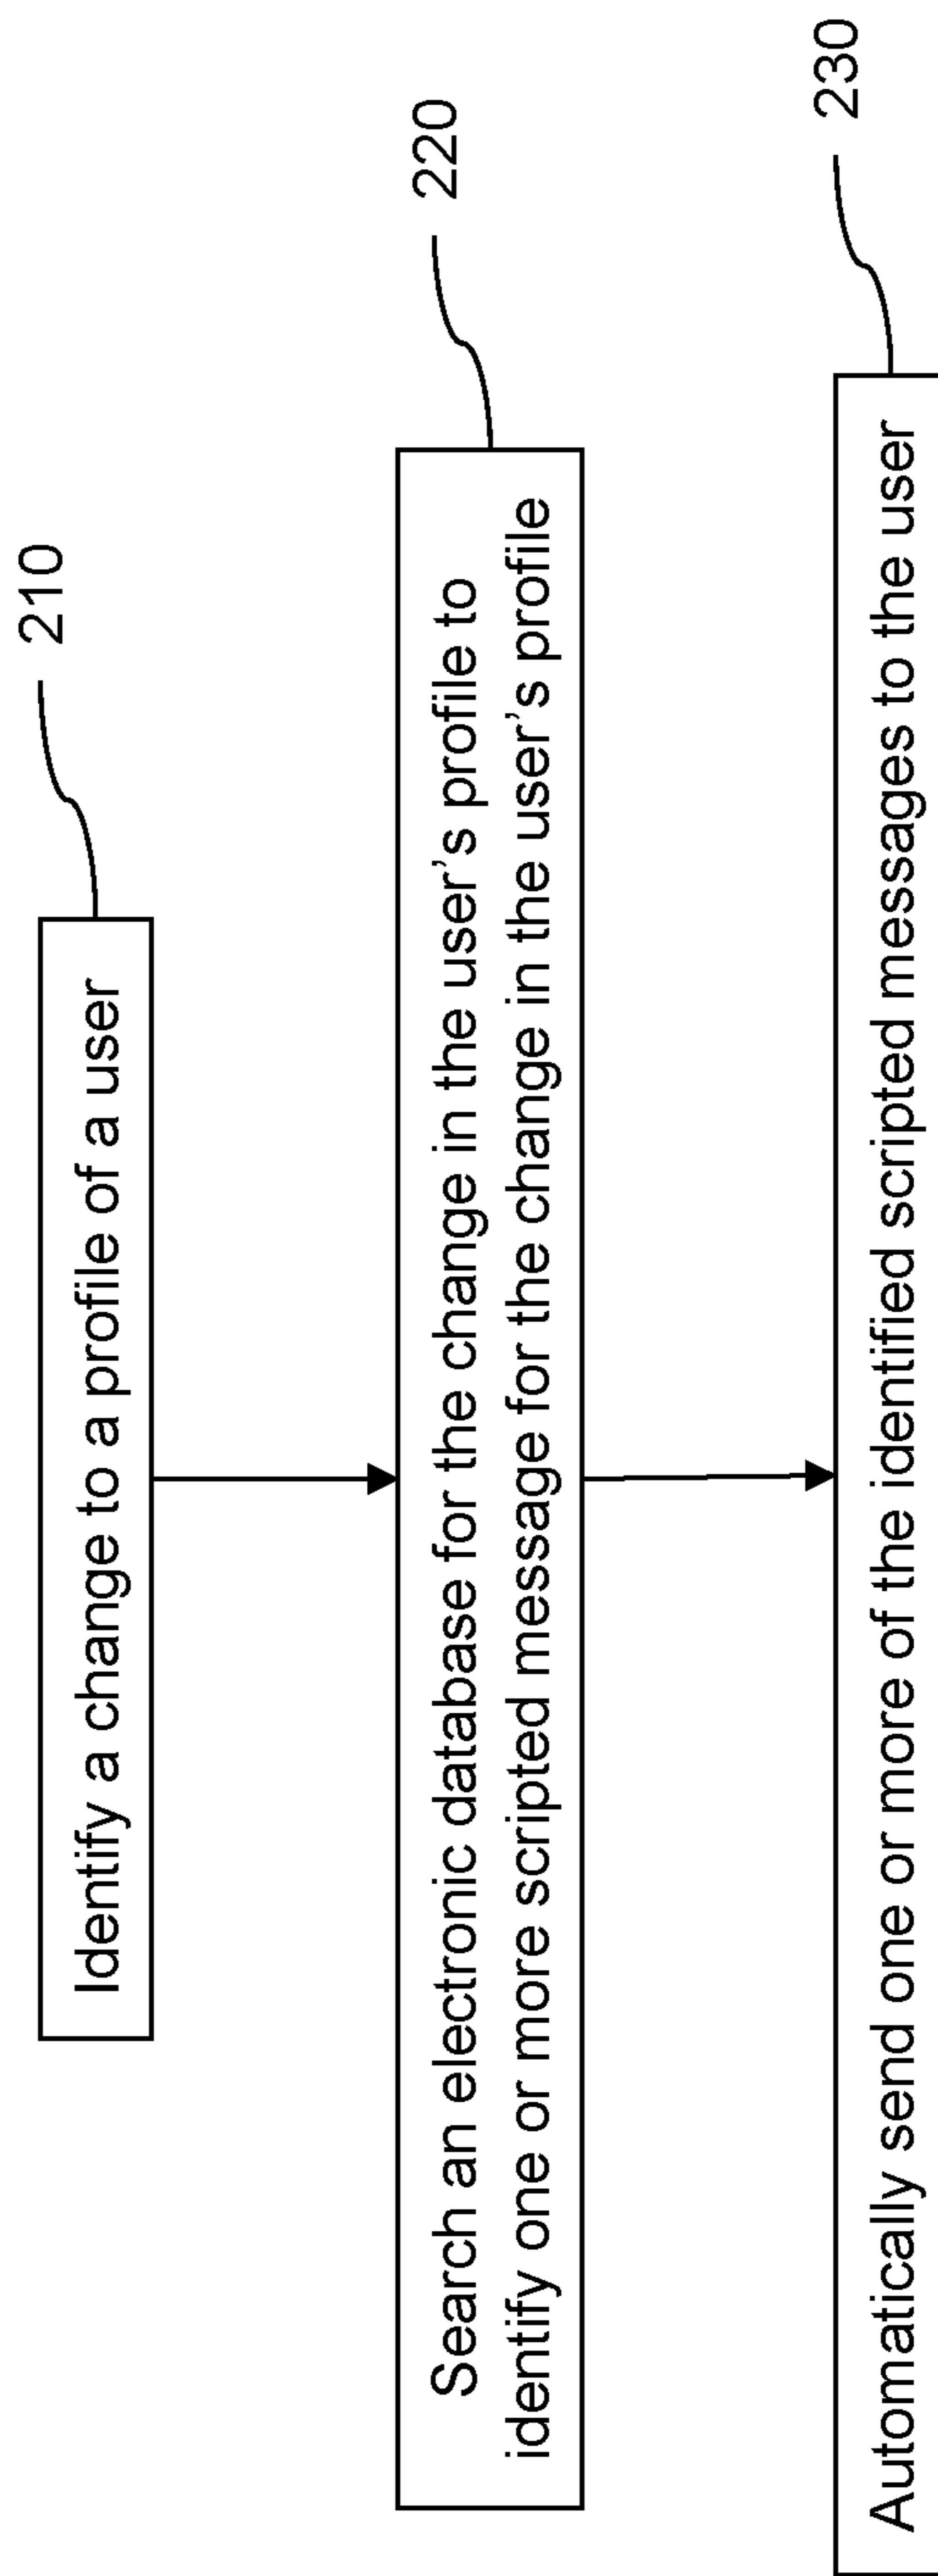 210
Identify a change to a profile of a user
220
Search an electronic database for the change in the user's profile to
identify one or more scripted message for the change in the user's profile
230
Automatically send one or more of the identified scripted messages to the user